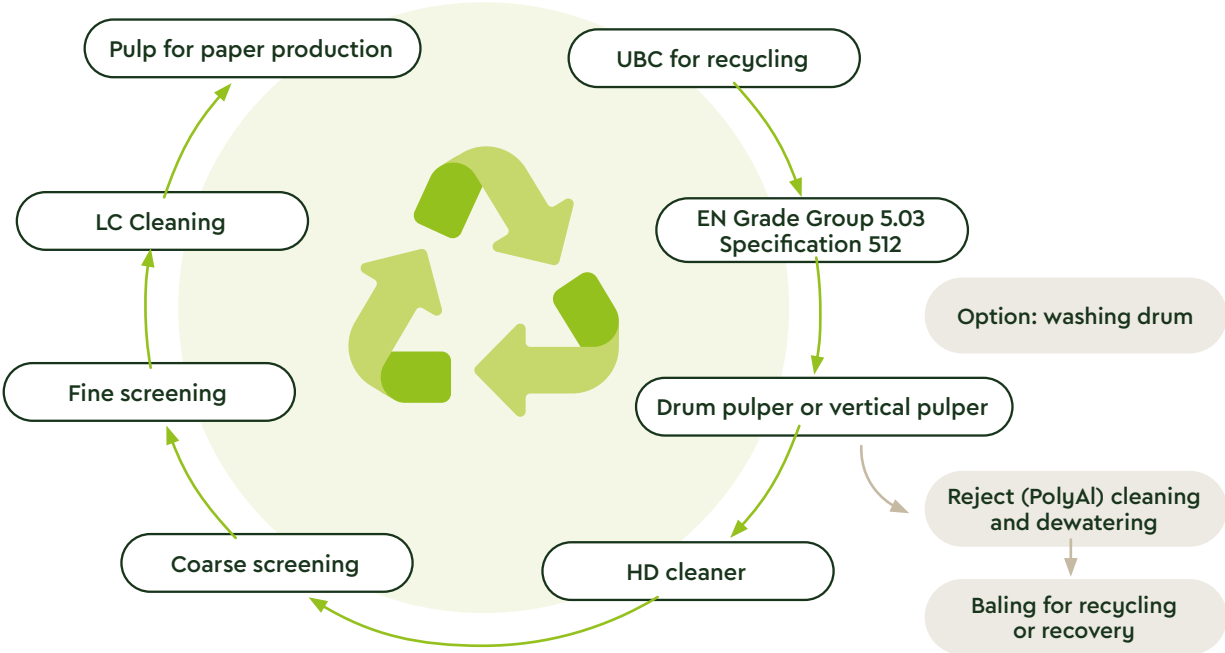 Pulp for paper production
UBC for recycling
LC Cleaning
EN Grade Group 5.03
Specification 512
Option: washing drum
Fine screening
Drum pulper or vertical pulper
Reject (PolyAl) cleaning
and dewatering
Coarse screening
HD cleaner
Baling for recycling
or recovery